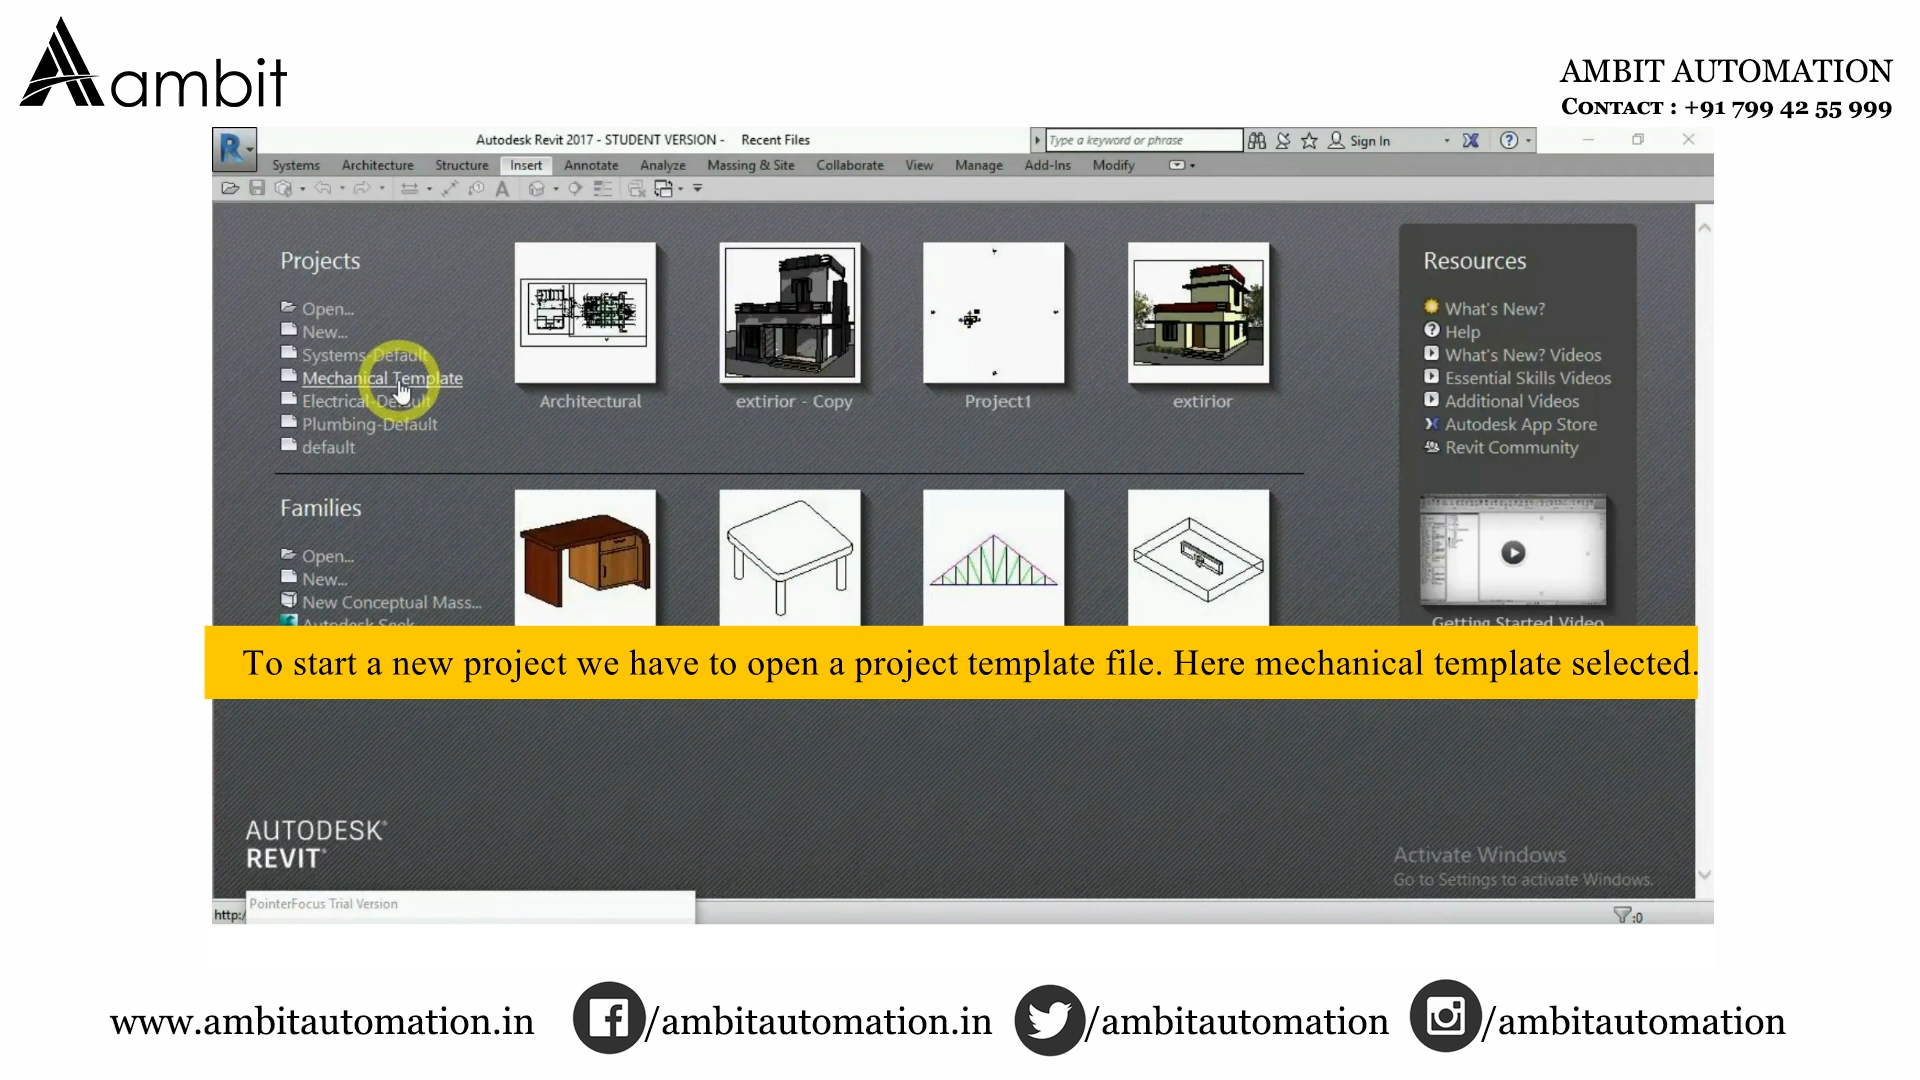 ambit
AMBIT AUTOMATION
Contact : +91 799 42 55 999
Autodesk Revit 2017 - STUDENT VERSION - Recent Files
Type a keyword or phrase
Sign In
Systems Architecture Structure Insert Annotate Analyze Massing & Site Collaborate View Manage Add-Ins Modify
Projects
Open...
New...
Systems-Default
Mechanical Template
Electrical-Default
Plumbing-Default
default
Architectural
extirior - Copy
Project1
extirior
Resources
What's New?
Help
What's New? Videos
Essential Skills Videos
Additional Videos
Autodesk App Store
Revit Community
Families
Open...
New...
New Conceptual Mass...
Autodesk Seek
Getting Started Video
To start a new project we have to open a project template file. Here mechanical template selected.
AUTODESK®
REVIT®
Activate Windows
Go to Settings to activate Windows.
PointerFocus Trial Version
http:/
:0
www.ambitautomation.in
/ambitautomation.in
/ambitautomation
/ambitautomation